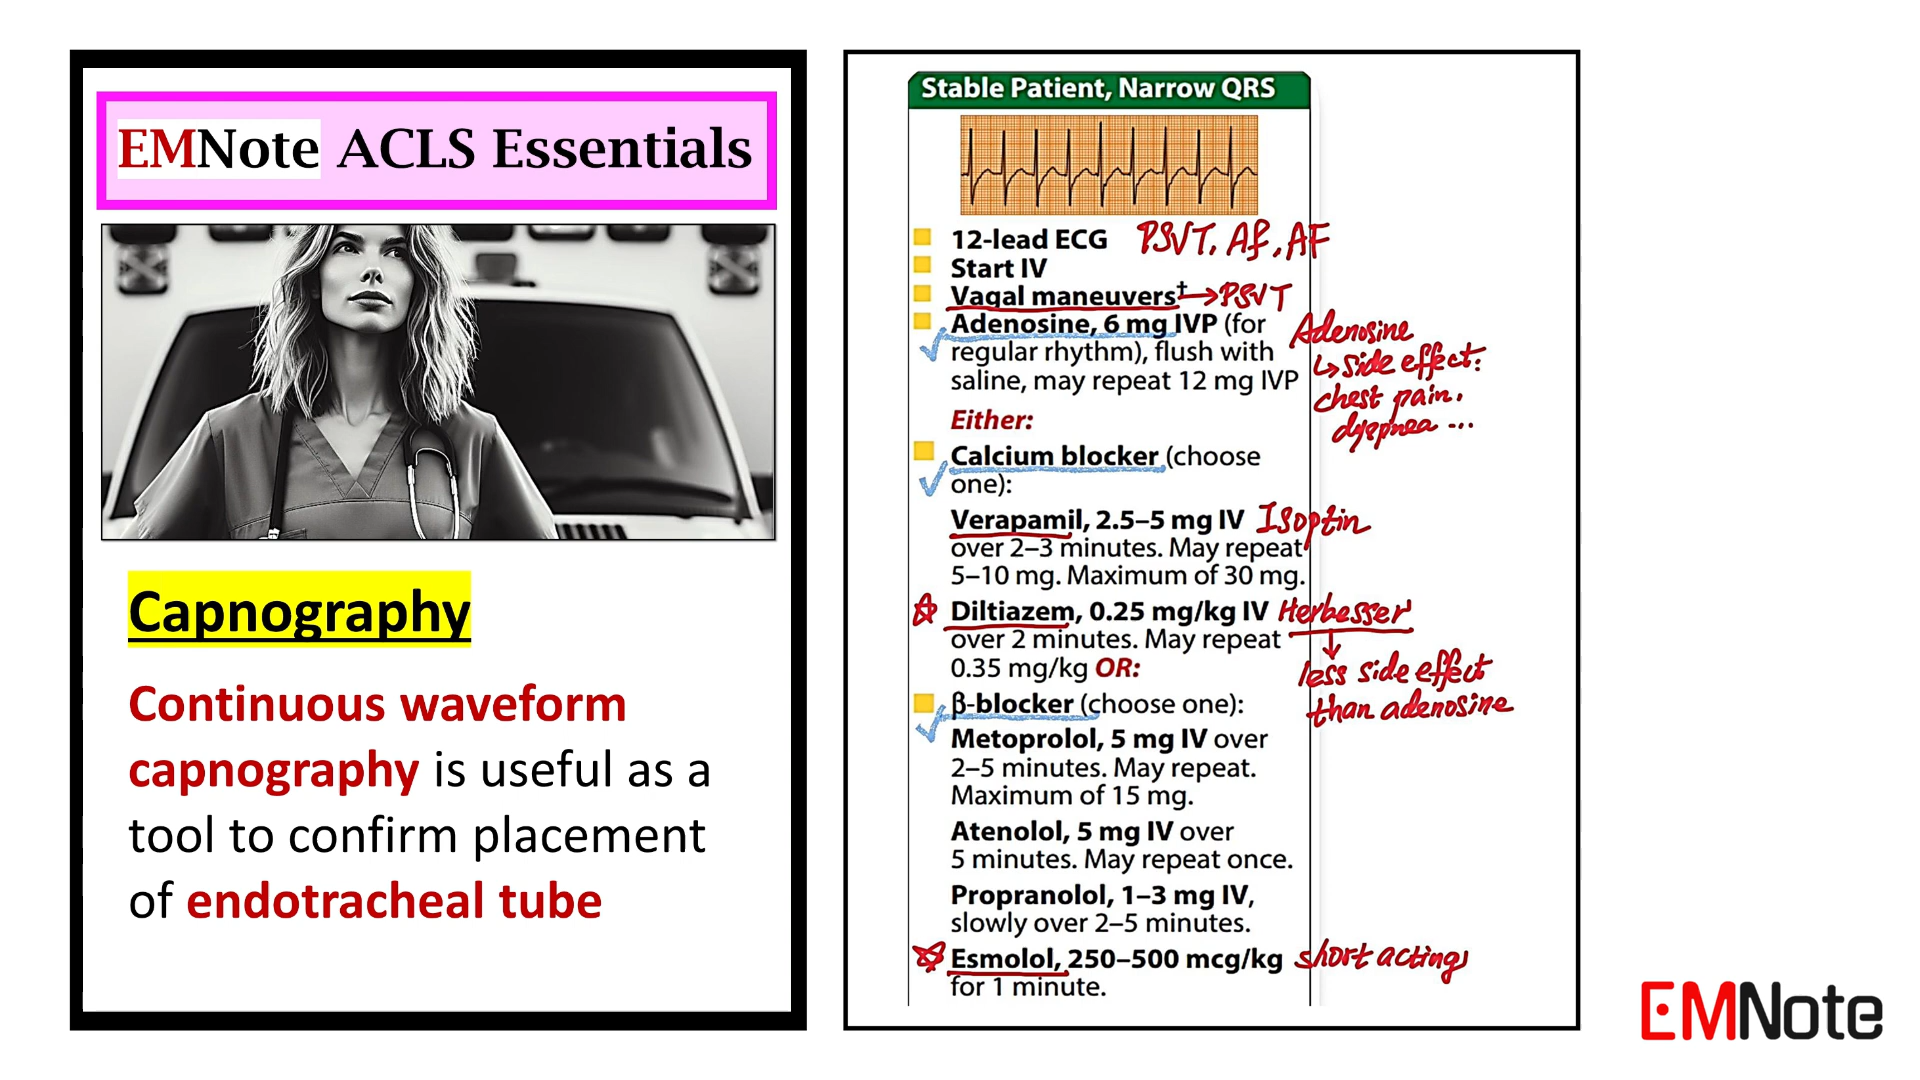 EMNote ACLS Essentials
Capnography
Continuous waveform
capnography is useful as a
tool to confirm placement
of endotracheal tube
Stable Patient, Narrow QRS
12-lead ECG PSVT, Af, AF
Start IV
Vagal maneuvers† → PSVT
Adenosine, 6 mg IVP (for
regular rhythm), flush with
saline, may repeat 12 mg IVP
Adenosine
↳ side effect:
chest pain,
dyspnea ...
Either:
Calcium blocker (choose
one):
Verapamil, 2.5–5 mg IV Isoptin
over 2–3 minutes. May repeat
5–10 mg. Maximum of 30 mg.
Diltiazem, 0.25 mg/kg IV Herbesser
over 2 minutes. May repeat
0.35 mg/kg OR:
↓
less side effect
than adenosine
β-blocker (choose one):
Metoprolol, 5 mg IV over
2–5 minutes. May repeat.
Maximum of 15 mg.
Atenolol, 5 mg IV over
5 minutes. May repeat once.
Propranolol, 1–3 mg IV,
slowly over 2–5 minutes.
Esmolol, 250–500 mcg/kg short acting
for 1 minute.
EMNote